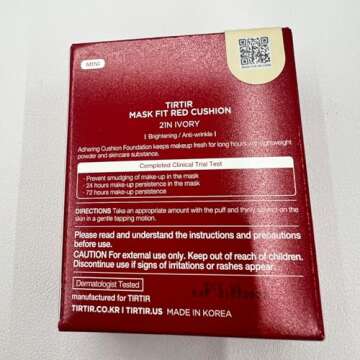 MINI
TIRTIR
MASK FIT RED CUSHION
21N IVORY
| Brightening / Anti-wrinkle |
Adhering Cushion Foundation keeps makeup fresh for long hours with lightweight
powder and skincare substance.
Completed Clinical Trial Test
- Prevent smudging of make-up in the mask
- 24 hours make-up persistence in the mask
- 72 hours make-up persistence
DIRECTIONS Take an appropriate amount with the puff and thinly spread on the
skin in a gentle tapping motion.
Please read and understand the instructions and precautions
before use.
CAUTION For external use only. Keep out of reach of children.
Discontinue use if signs of irritations or rashes appear.
Dermatologist Tested
manufactured for TIRTIR
TIRTIR.CO.KR I TIRTIR.US MADE IN KOREA